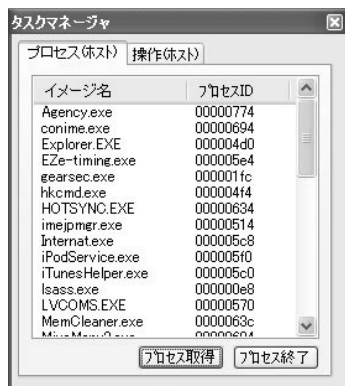 タスクマネージャ
プロセス(ホスト) 操作(ホスト)
イメージ名 プロセスID
Agency.exe 00000774
conime.exe 00000694
Explorer.EXE 000004d0
EZe-timing.exe 000005e4
gearsec.exe 000001fc
hkcmd.exe 000004f4
HOTSYNC.EXE 00000634
imejpmgr.exe 00000514
Internat.exe 000005c8
iPodService.exe 000005f0
iTunesHelper.exe 000005c0
lsass.exe 000000e8
LVCOMS.EXE 00000570
MemCleaner.exe 0000063c
プロセス取得 プロセス終了